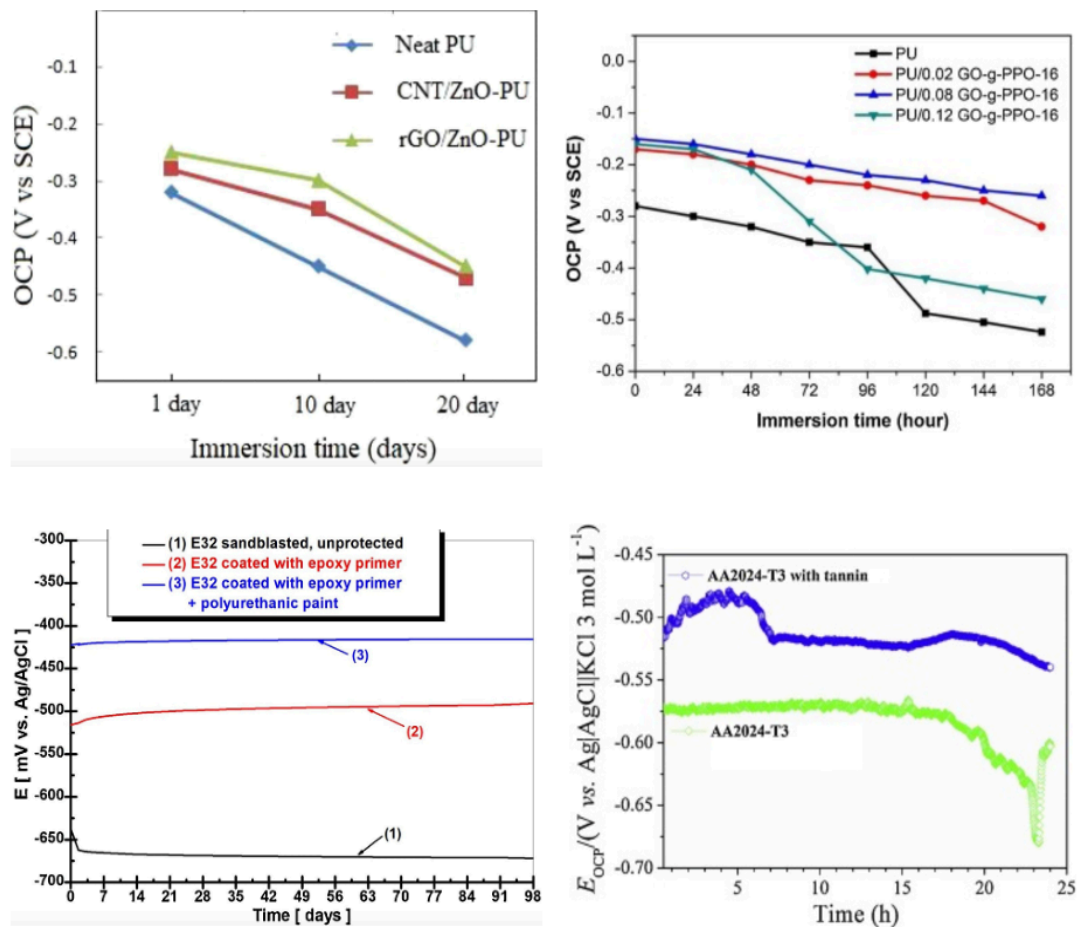 Neat PU
CNT/ZnO-PU
rGO/ZnO-PU
-0.1
-0.2
-0.3
-0.4
-0.5
-0.6
OCP (V vs SCE)
1 day 10 day 20 day
Immersion time (days)
PU
PU/0.02 GO-g-PPO-16
PU/0.08 GO-g-PPO-16
PU/0.12 GO-g-PPO-16
0.0
-0.1
-0.2
-0.3
-0.4
-0.5
-0.6
OCP (V vs SCE)
0 24 48 72 96 120 144 168
Immersion time (hour)
(1) E32 sandblasted, unprotected
(2) E32 coated with epoxy primer
(3) E32 coated with epoxy primer
+ polyurethanic paint
-300
-350
-400
-450
-500
-550
-600
-650
-700
E [ mV vs. Ag/AgCl ]
(3)
(2)
(1)
0 7 14 21 28 35 42 49 56 63 70 77 84 91 98
Time [ days ]
-0.45
-0.50
-0.55
-0.60
-0.65
-0.70
E_OCP/(V vs. Ag|AgCl||KCl 3 mol L⁻¹)
AA2024-T3 with tannin
AA2024-T3
5 10 15 20 25
Time (h)